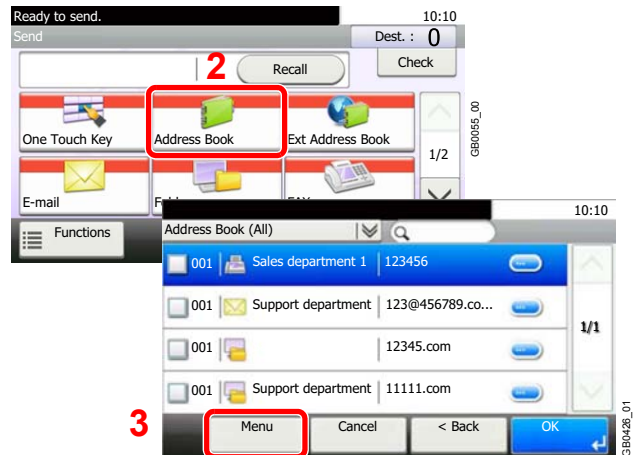 Ready to send. 10:10
Send Dest. : 0
2 Recall Check
One Touch Key Address Book Ext Address Book
1/2
E-mail
Functions
GB0055_00
10:10
Address Book (All)
001 Sales department 1 123456
001 Support department 123@456789.co...
1/1
001 12345.com
001 Support department 11111.com
3 Menu Cancel < Back OK
GB0426_01